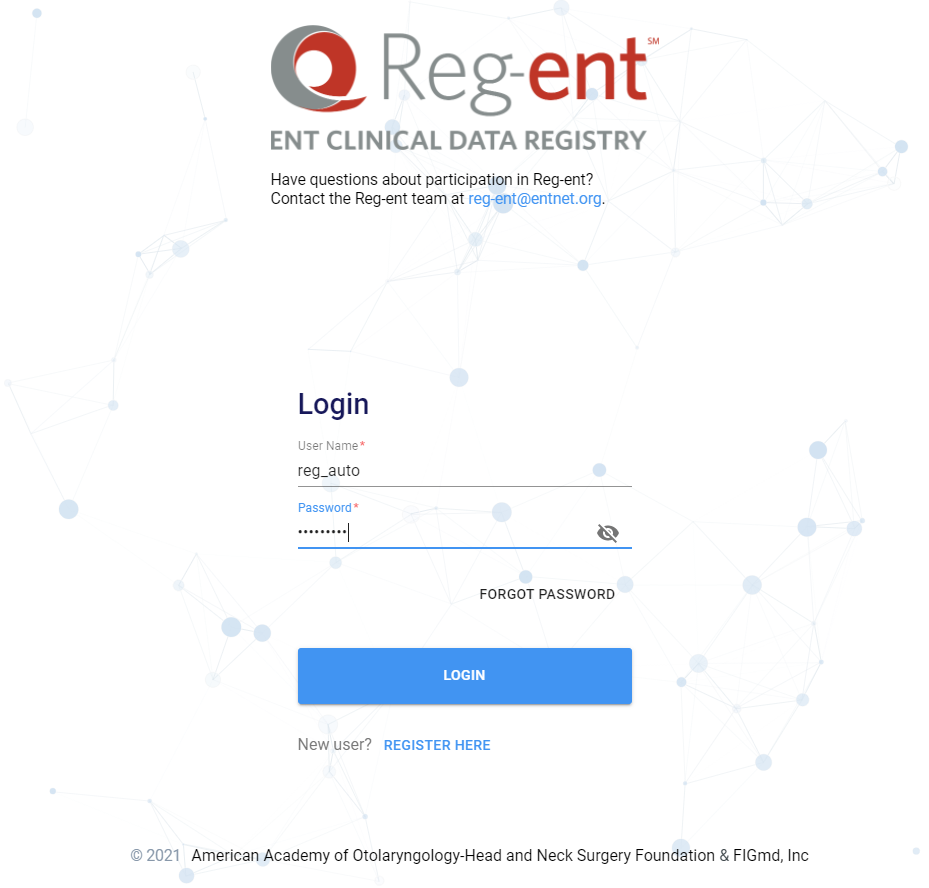 Reg-ent℠
ENT CLINICAL DATA REGISTRY
Have questions about participation in Reg-ent?
Contact the Reg-ent team at reg-ent@entnet.org.
Login
User Name*
reg_auto
Password*
•••••••••
FORGOT PASSWORD
LOGIN
New user? REGISTER HERE
© 2021 American Academy of Otolaryngology-Head and Neck Surgery Foundation & FIGmd, Inc